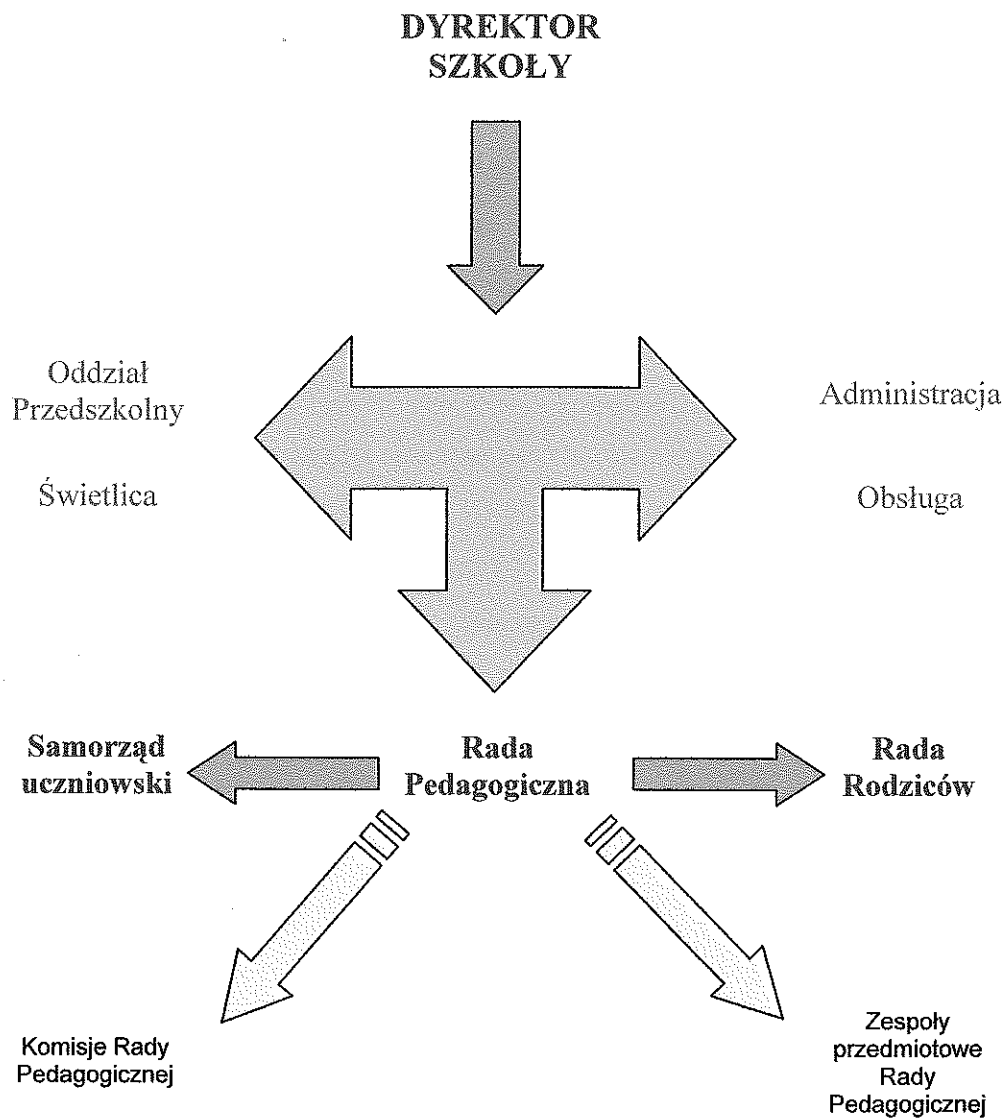 DYREKTOR
SZKOŁY
Oddział
Przedszkolny
Świetlica
Administracja
Obsługa
Samorząd
uczniowski
Rada
Pedagogiczna
Rada
Rodziców
Komisje Rady
Pedagogicznej
Zespoły
przedmiotowe
Rady
Pedagogicznej